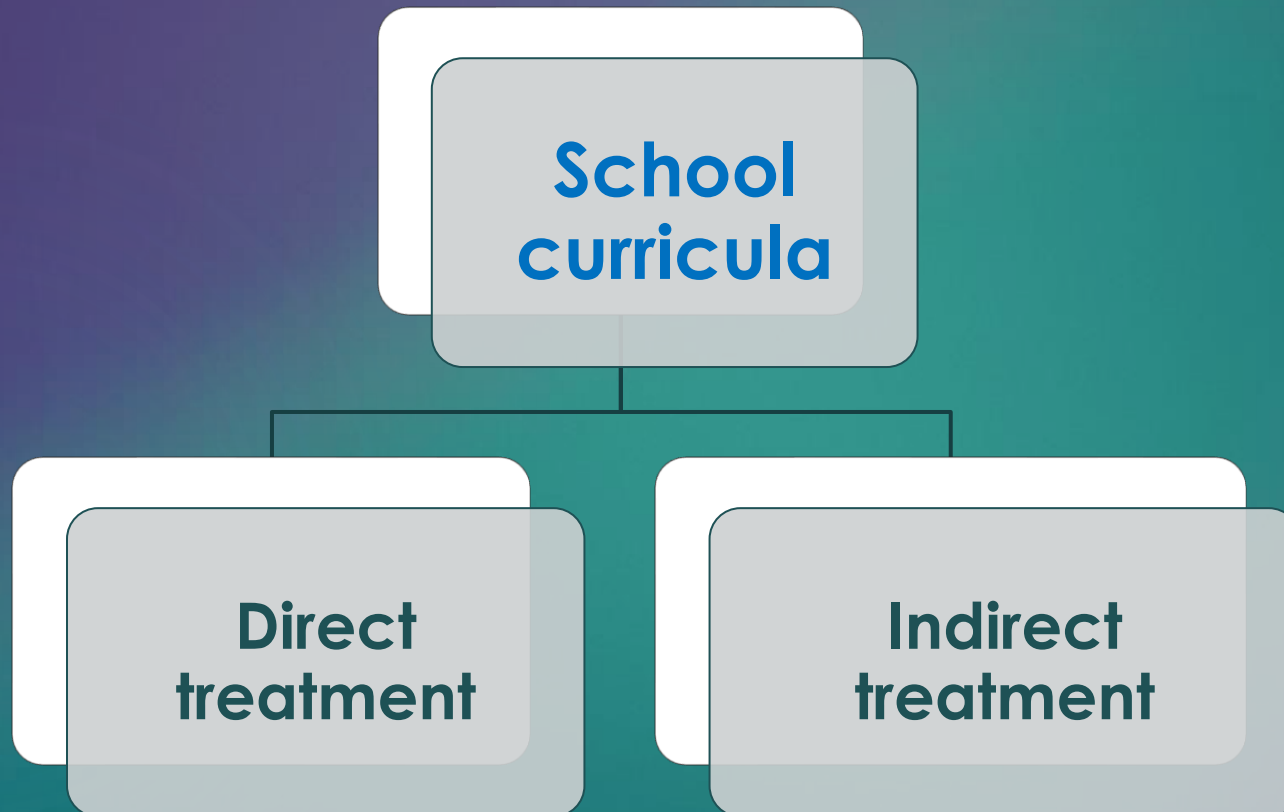 School
curricula
Direct
treatment
Indirect
treatment